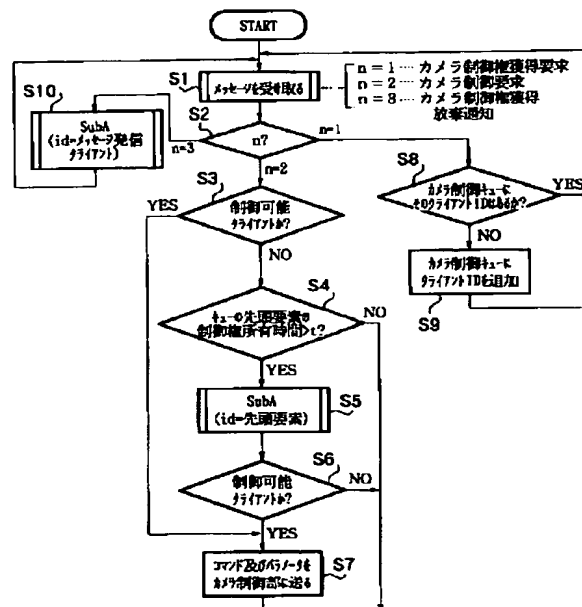 START
S1
メッセージを受け取る
n = 1 … カメラ制御権獲得要求
n = 2 … カメラ制御要求
n = 3 … カメラ制御権獲得
放棄通知
S10
SubA
(id=メッセージ発信
クライアント)
S2
n?
n=3
n=1
n=2
S3
制御可能
クライアントか?
YES
NO
S8
カメラ制御キューに
そのクライアントIDはあるか?
YES
NO
カメラ制御キューに
クライアントIDを追加
S9
S4
キューの先頭要素の
制御権所有時間>t?
NO
YES
SubA
(id=先頭要素)
S5
S6
制御可能
クライアントか?
NO
YES
コマンド及びパラメータを
カメラ制御部に送る
S7